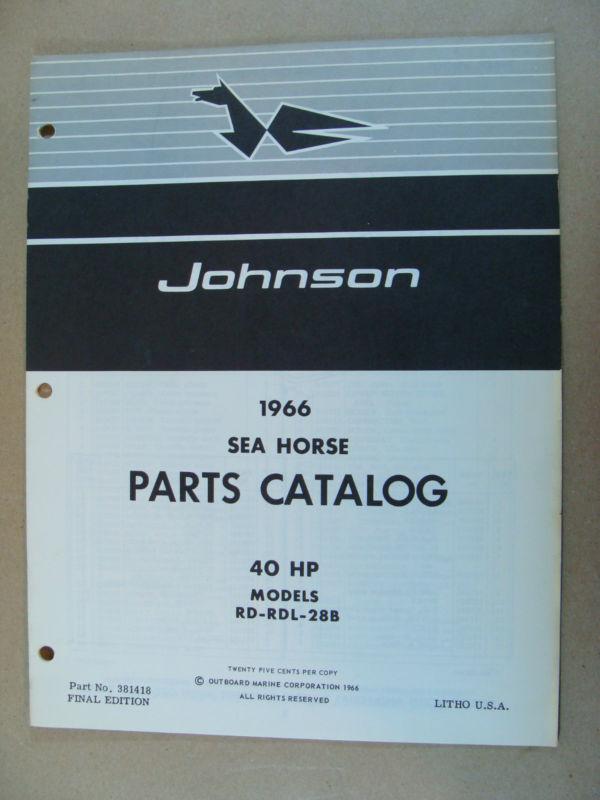 Johnson
1966
SEA HORSE
PARTS CATALOG
40 HP
MODELS
RD-RDL-28B
TWENTY FIVE CENTS PER COPY
© OUTBOARD MARINE CORPORATION 1966
ALL RIGHTS RESERVED
Part No. 381418
FINAL EDITION
LITHO U.S.A.